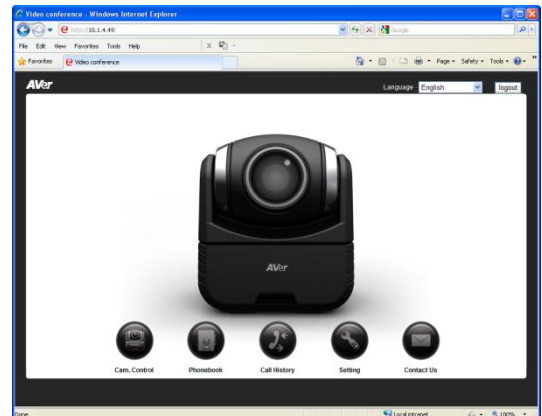 Video conference - Windows Internet Explorer
http://10.1.4.49/
Google
File Edit View Favorites Tools Help
Favorites Video conference
Page Safety Tools
AVer Language English logout
AVer
Cam. Control Phonebook Call History Setting Contact Us
Done Local intranet 100%